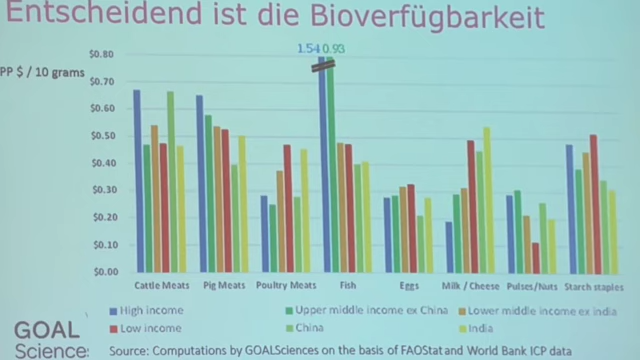 Entscheidend ist die Bioverfügbarkeit
1.54 0.93
PP $ / 10 grams
$0.80
$0.70
$0.60
$0.50
$0.40
$0.30
$0.20
$0.10
$0.00
Cattle Meats Pig Meats Poultry Meats Fish Eggs Milk / Cheese Pulses/Nuts Starch staples
High income Upper middle income ex China Lower middle income ex india
Low income China India
GOAL
Sciences
Source: Computations by GOALSciences on the basis of FAOStat and World Bank ICP data